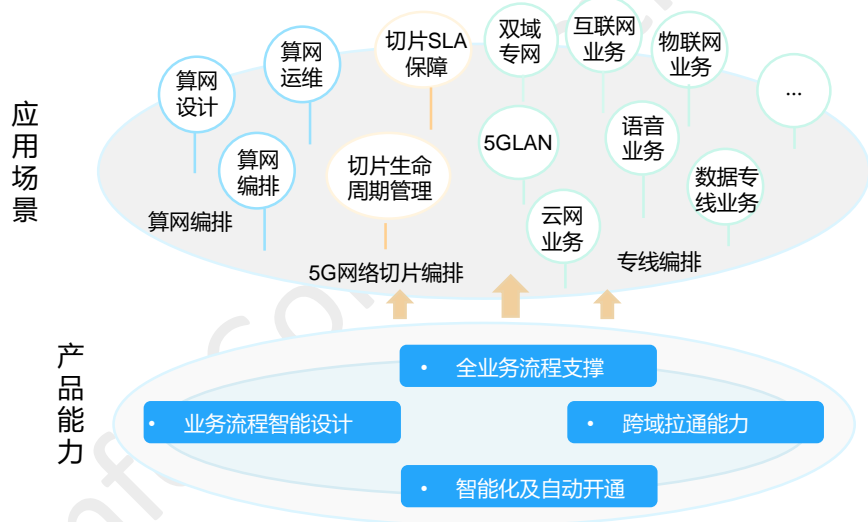 应用场景
算网
设计
算网
运维
切片SLA
保障
双域
专网
互联网
业务
物联网
业务
...
算网
编排
切片生命
周期管理
5GLAN
语音
业务
数据专
线业务
云网
业务
算网编排
5G网络切片编排
专线编排
产品能力
• 全业务流程支撑
• 业务流程智能设计
• 跨域拉通能力
• 智能化及自动开通